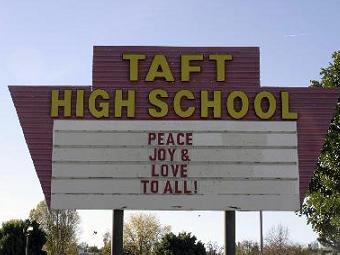 TAFT
HIGH SCHOOL
PEACE
JOY &
LOVE
TO ALL!